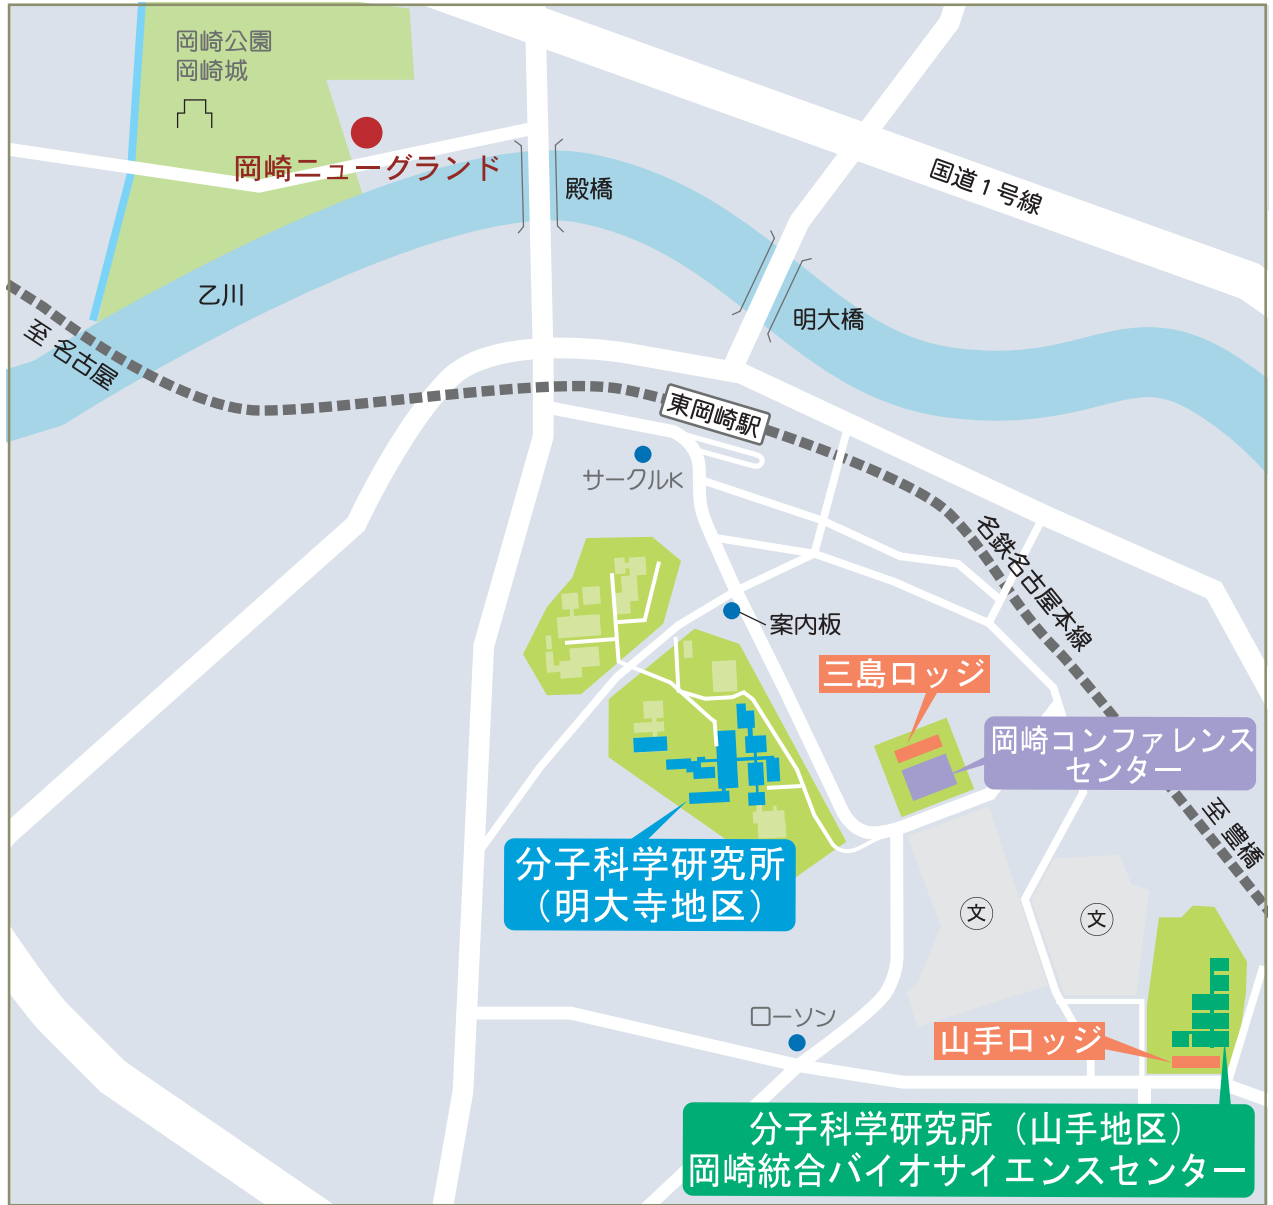 岡崎公園
岡崎城
岡崎ニューグランド
殿橋
国道1号線
乙川
明大橋
至 名古屋
東岡崎駅
サークルK
名鉄名古屋本線
案内板
三島ロッジ
岡崎コンファレンス
センター
至 豊橋
分子科学研究所
(明大寺地区)
文
文
ローソン
山手ロッジ
分子科学研究所(山手地区)
岡崎統合バイオサイエンスセンター